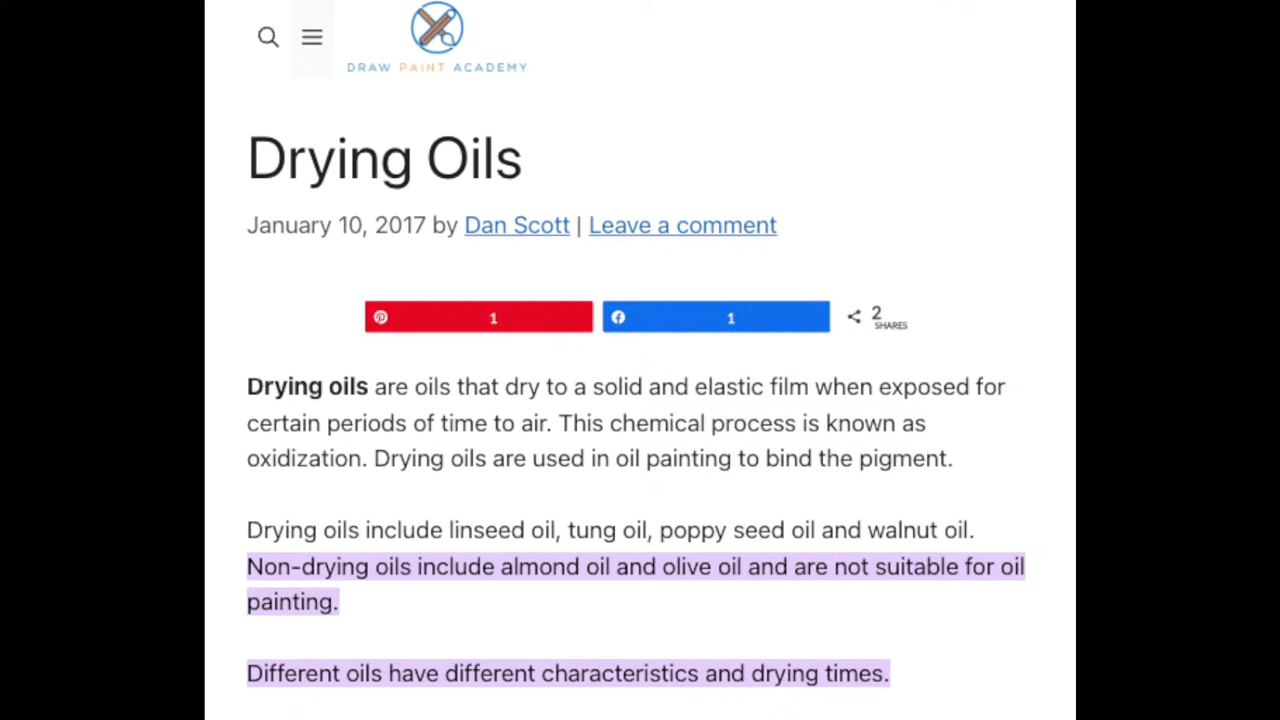 DRAW PAINT ACADEMY
Drying Oils
January 10, 2017 by Dan Scott | Leave a comment
1
1
2
SHARES
Drying oils are oils that dry to a solid and elastic film when exposed for
certain periods of time to air. This chemical process is known as
oxidization. Drying oils are used in oil painting to bind the pigment.
Drying oils include linseed oil, tung oil, poppy seed oil and walnut oil.
Non-drying oils include almond oil and olive oil and are not suitable for oil
painting.
Different oils have different characteristics and drying times.